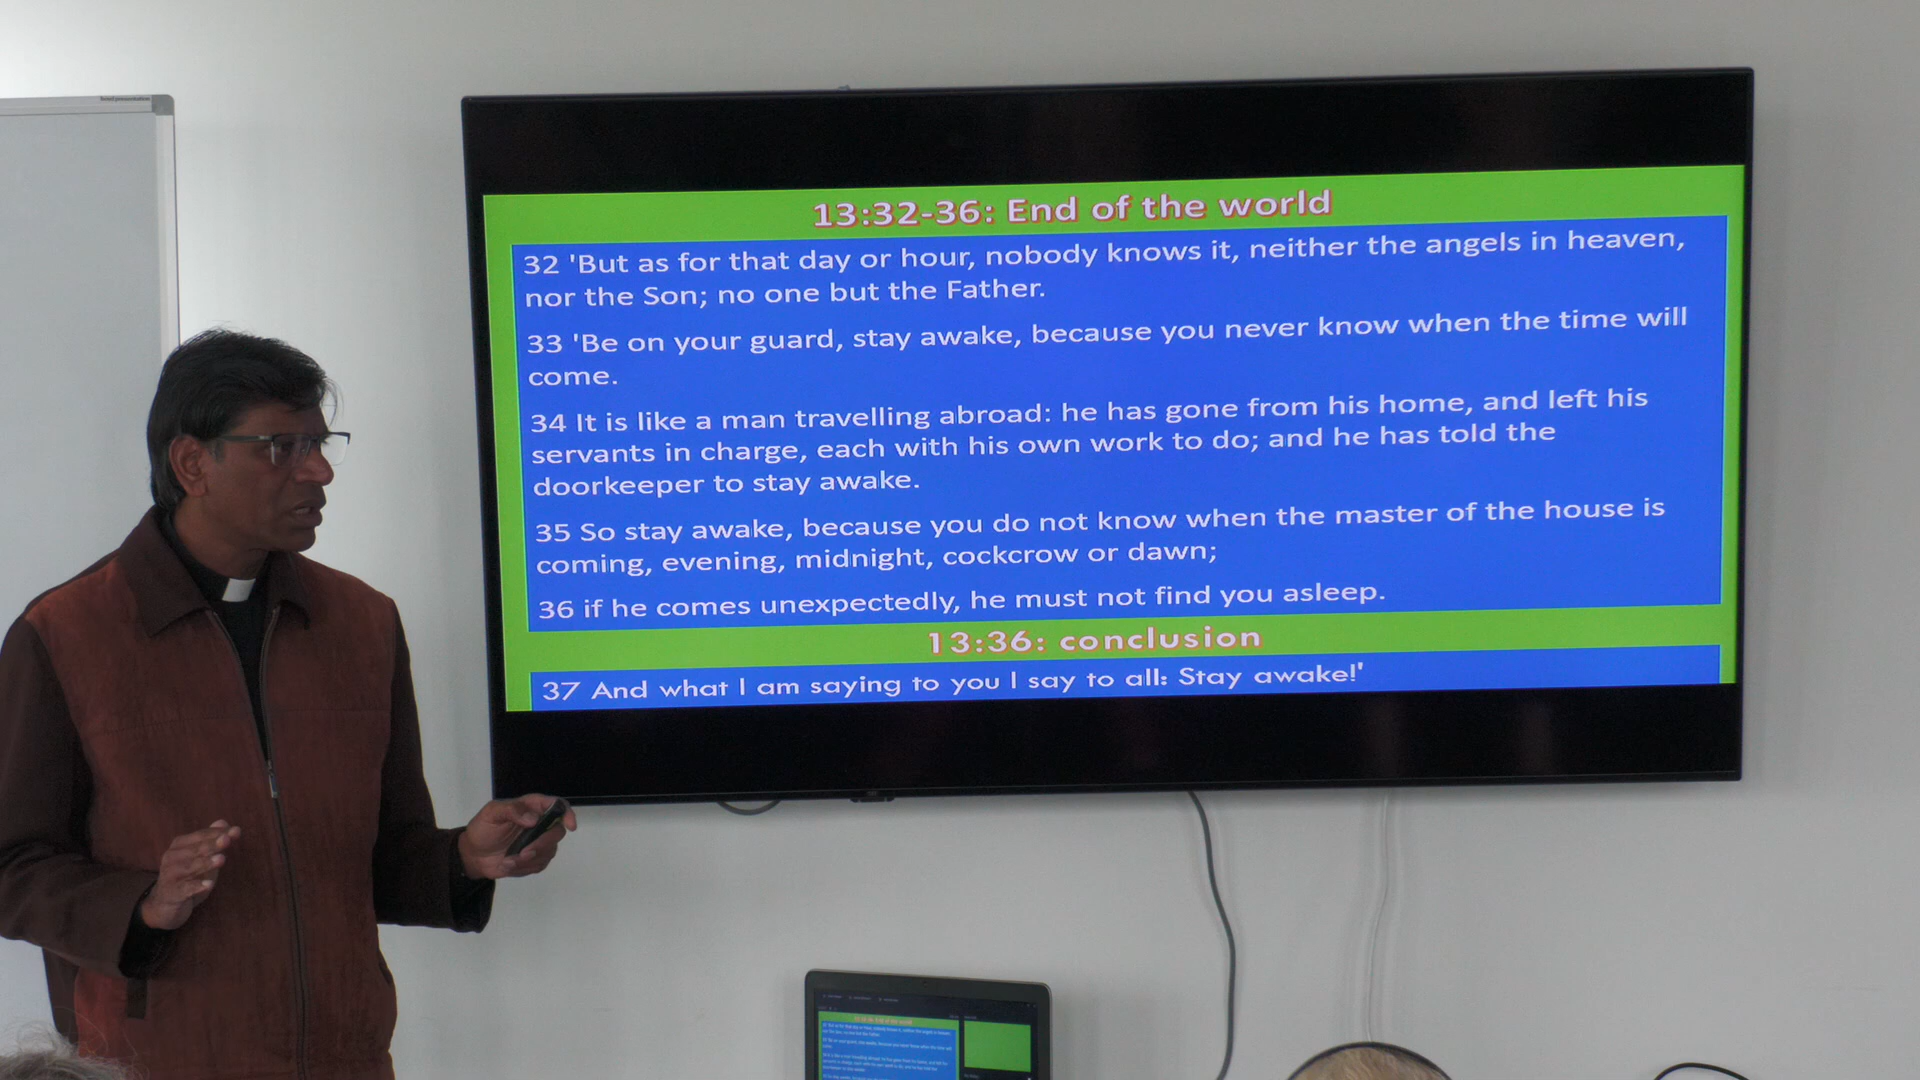 13:32-36: End of the world
32 'But as for that day or hour, nobody knows it, neither the angels in heaven,
nor the Son; no one but the Father.
33 'Be on your guard, stay awake, because you never know when the time will
come.
34 It is like a man travelling abroad: he has gone from his home, and left his
servants in charge, each with his own work to do; and he has told the
doorkeeper to stay awake.
35 So stay awake, because you do not know when the master of the house is
coming, evening, midnight, cockcrow or dawn;
36 if he comes unexpectedly, he must not find you asleep.
13:36: conclusion
37 And what I am saying to you I say to all: Stay awake!'